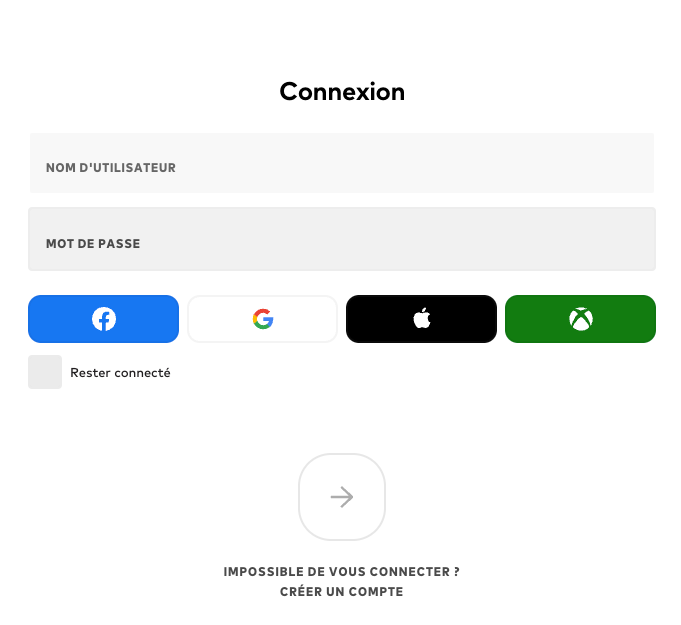 Connexion
NOM D'UTILISATEUR
MOT DE PASSE
Rester connecté
IMPOSSIBLE DE VOUS CONNECTER ?
CRÉER UN COMPTE